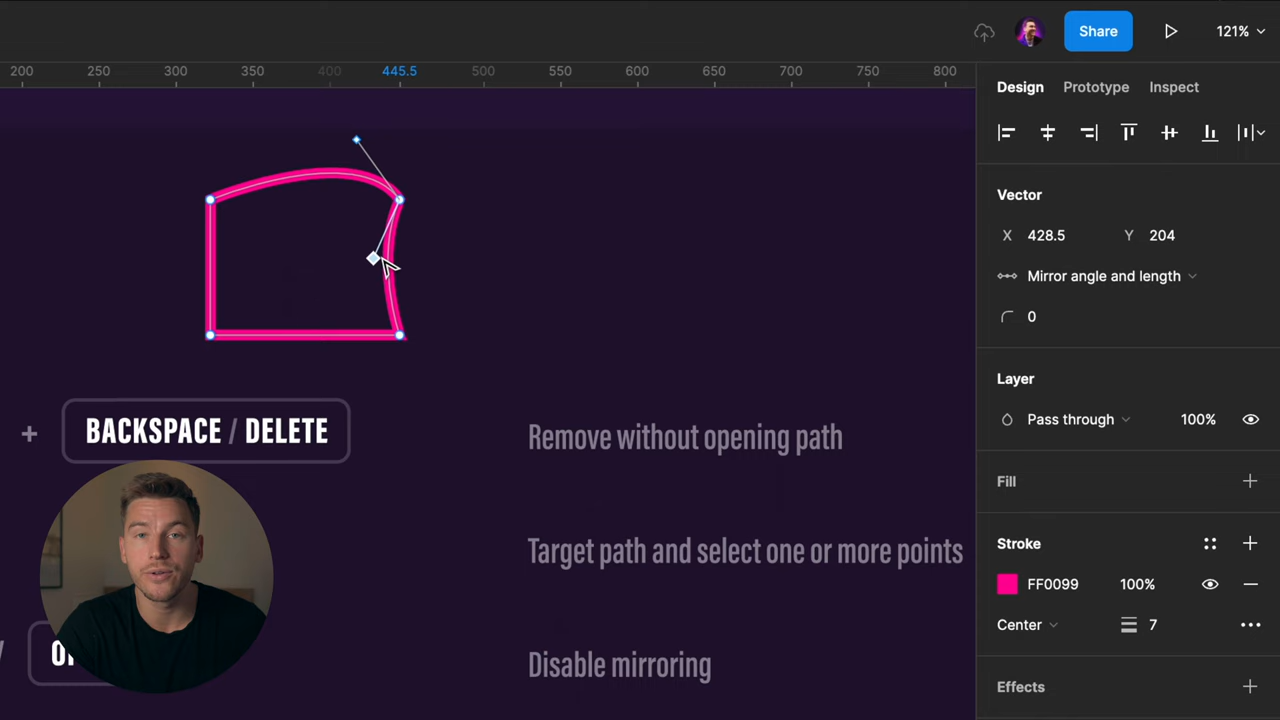 Share
121%
200 250 300 350 400 445.5 500 550 600 650 700 750 800
Design Prototype Inspect
Vector
X 428.5 Y 204
Mirror angle and length
0
Layer
Pass through 100%
Fill
Stroke
FF0099 100%
Center 7
Effects
+ BACKSPACE / DELETE
Remove without opening path
Target path and select one or more points
Disable mirroring